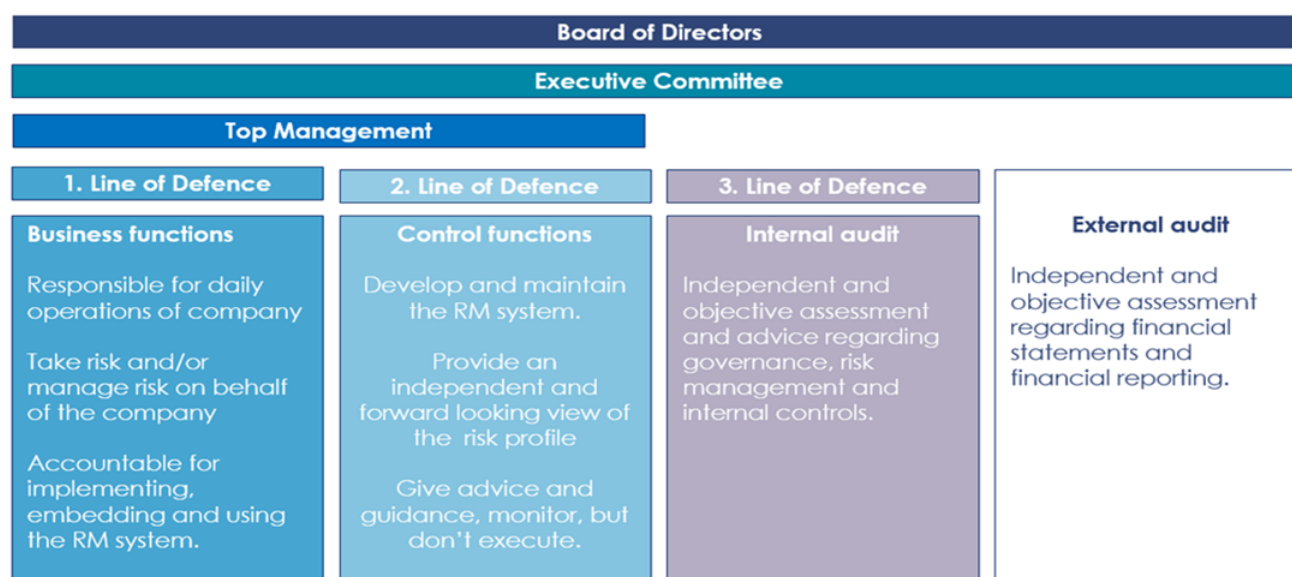 Board of Directors
Executive Committee
Top Management
1. Line of Defence
Business functions
Responsible for daily
operations of company
Take risk and/or
manage risk on behalf
of the company
Accountable for
implementing,
embedding and using
the RM system.
2. Line of Defence
Control functions
Develop and maintain
the RM system.
Provide an
independent and
forward looking view of
the risk profile
Give advice and
guidance, monitor, but
don't execute.
3. Line of Defence
Internal audit
Independent and
objective assessment
and advice regarding
governance, risk
management and
internal controls.
External audit
Independent and
objective assessment
regarding financial
statements and
financial reporting.